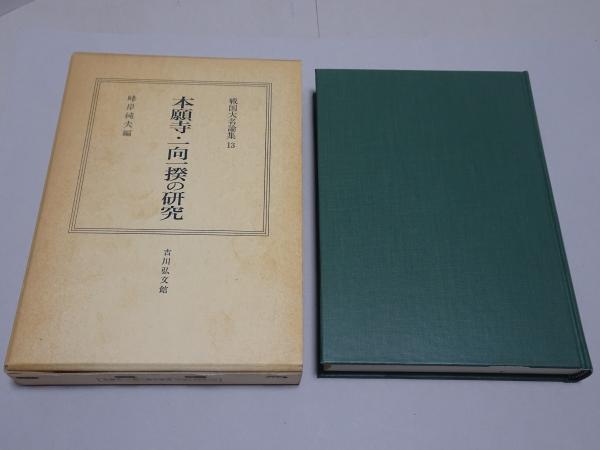 戦国大名論集 13
本願寺・一向一揆の研究
峰岸純夫編
吉川弘文館